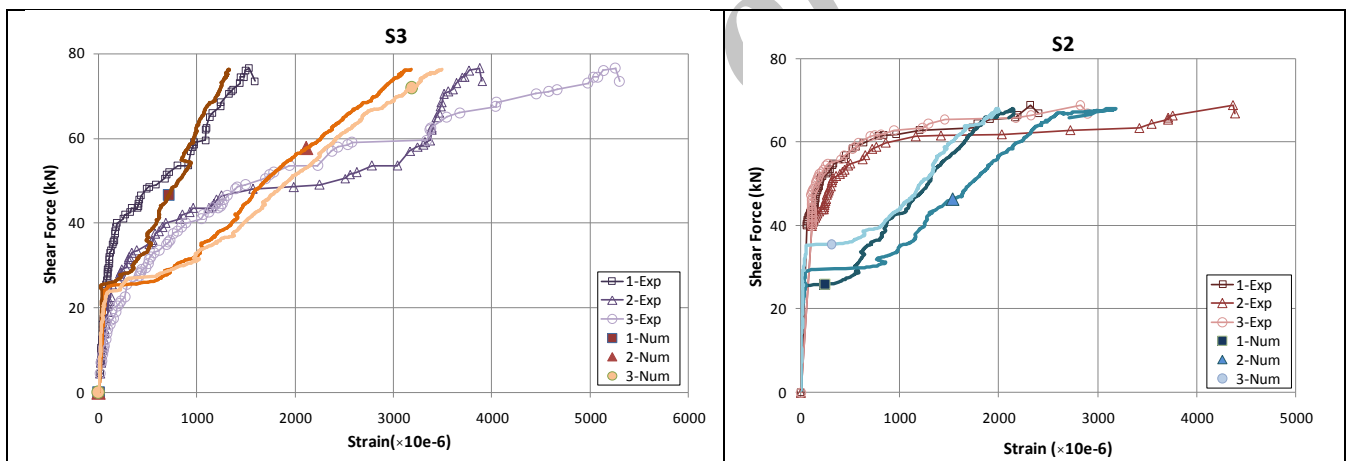 S3
80
60
40
20
0
Shear Force (kN)
0 1000 2000 3000 4000 5000 6000
Strain(×10e-6)
1-Exp
2-Exp
3-Exp
1-Num
2-Num
3-Num
S2
80
60
40
20
0
Shear Force (kN)
0 1000 2000 3000 4000 5000
Strain (×10e-6)
1-Exp
2-Exp
3-Exp
1-Num
2-Num
3-Num